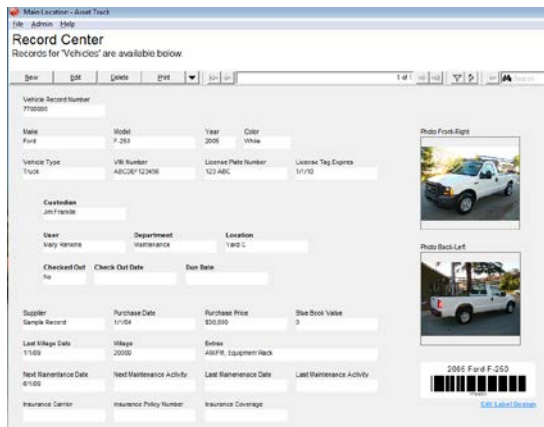 Main Location - Asset Track
File Admin Help
Record Center
Records for 'Vehicles' are available below.
New Edit Delete Print 1 of 1 Search
Vehicle Record Number
7700000
Make Model Year Color
Ford F-250 2005 White
Photo Front-Right
Vehicle Type VIN Number License Plate Number License Tag Expires
Truck ABCDEF123456 123 ABC 1/1/10
Custodian
Jim Franklin
User Department Location
Mary Maintenance Yard C
Photo Back-Left
Checked Out Check Out Date Due Date
No
Supplier Purchase Date Purchase Price Blue Book Value
Sample Record 1/1/04 $30,000 0
Last Milage Date Milage Extras
1/1/09 20000 AM/FM, Equipment Rack
2005 Ford F-250
Next Maintenance Date Next Maintenance Activity Last Maintenance Date Last Maintenance Activity
6/1/09
Edit Label Design
Insurance Carrier Insurance Policy Number Insurance Coverage